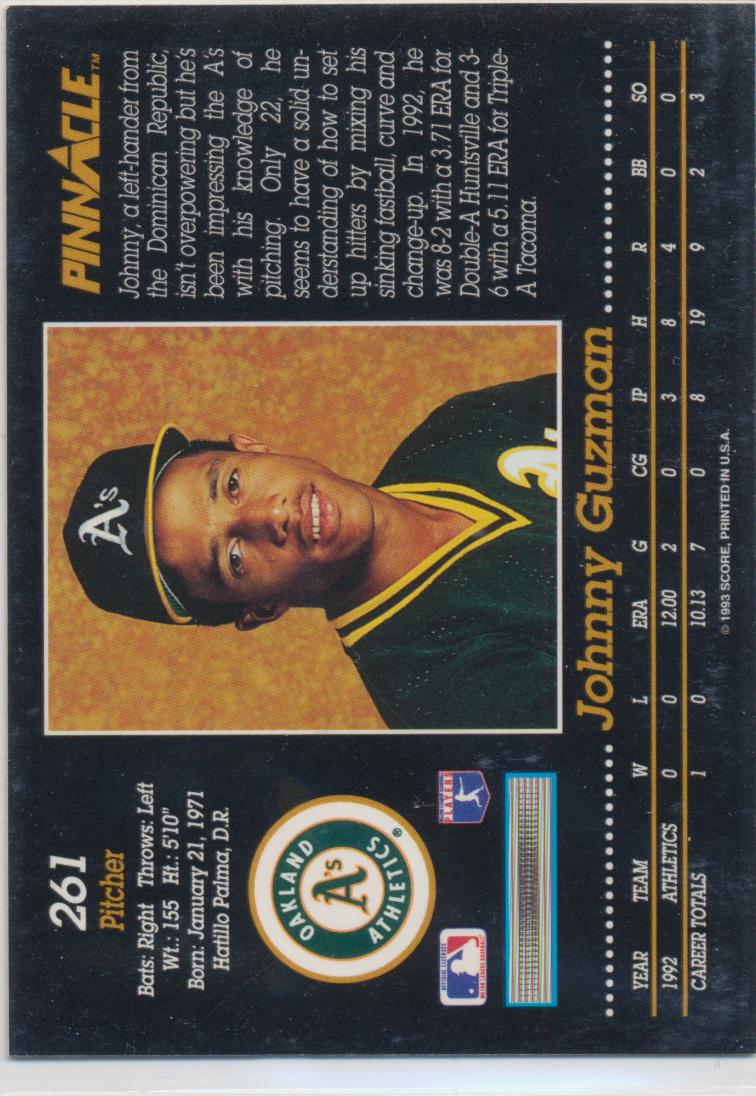 261
Pitcher
Bats: Right Throws: Left
Wt.: 155 Ht.: 5'10"
Born: January 21, 1971
Hatillo Palma, D.R.
OAKLAND
A's
ATHLETICS
®
A's
A's
PINNACLE™
Johnny, a left-hander from
the Dominican Republic,
isn't overpowering but he's
been impressing the A's
with his knowledge of
pitching. Only 22, he
seems to have a solid un-
derstanding of how to set
up hitters by mixing his
sinking fastball, curve and
change-up. In 1992, he
was 8-2 with a 3.71 ERA for
Double-A Huntsville and 3-
6 with a 5.11 ERA for Triple-
A Tacoma.
OFFICIAL LICENSEE
MAJOR LEAGUE BASEBALL
PLAYERS
Johnny Guzman
YEAR TEAM W L ERA G CG IP H R BB SO
1992 ATHLETICS 0 0 12.00 2 0 3 8 4 0 0
CAREER TOTALS 1 0 10.13 7 0 8 19 9 2 3
© 1993 SCORE, PRINTED IN U.S.A.